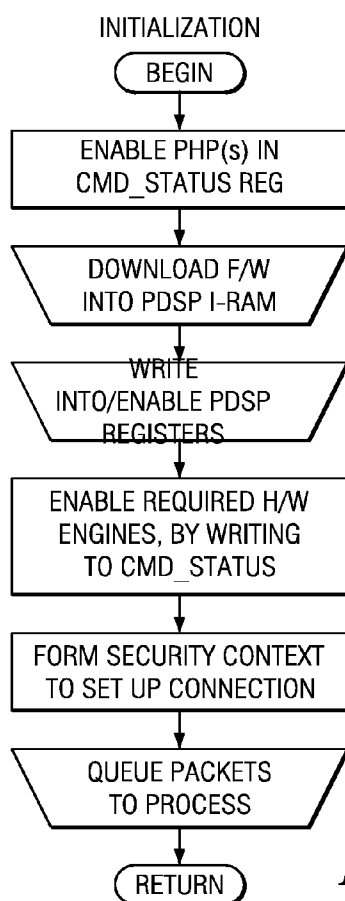 INITIALIZATION
BEGIN
ENABLE PHP(s) IN
CMD_STATUS REG
DOWNLOAD F/W
INTO PDSP I-RAM
WRITE
INTO/ENABLE PDSP
REGISTERS
ENABLE REQUIRED H/W
ENGINES, BY WRITING
TO CMD_STATUS
FORM SECURITY CONTEXT
TO SET UP CONNECTION
QUEUE PACKETS
TO PROCESS
RETURN